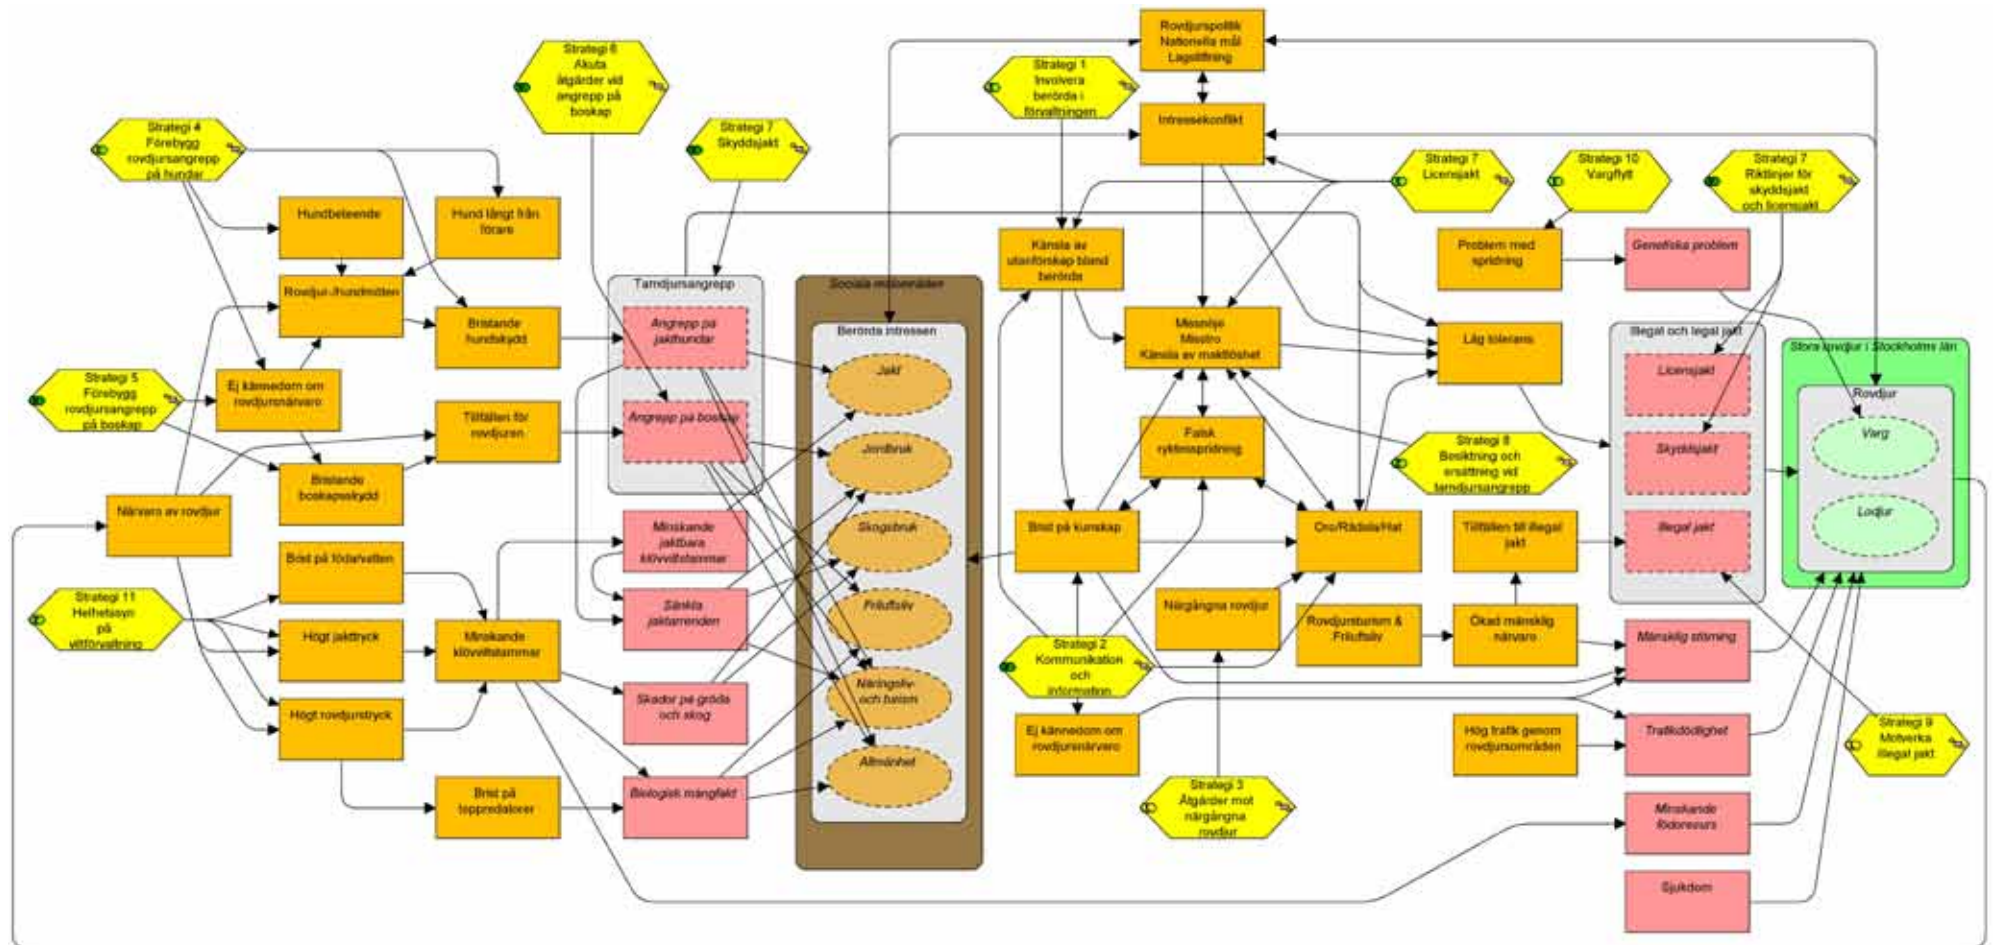 Rovdjurspolitik
Nationella mål
Lagstiftning
Strategi 6
Akuta
åtgärder vid
angrepp på
boskap
Strategi 1
Involvera
berörda i
förvaltningen
Intressekonflikt
Strategi 4
Förebygg
rovdjursangrepp
på hundar
Strategi 7
Skyddsjakt
Strategi 7
Licensjakt
Strategi 10
Vargflytt
Strategi 7
Riktlinjer för
skyddsjakt
och licensjakt
Hundbeteende
Hund långt från
förare
Känsla av
utanförskap bland
berörda
Problem med
spridning
Genetiska problem
Rovdjur-/hundmöten
Bristande
hundskydd
Tamdjursangrepp
Angrepp på
jakthundar
Angrepp på boskap
Sociala
Berörda intressen
Jakt
Jordbruk
Skogsbruk
Friluftsliv
Näringsliv
och turism
Allmänhet
Missnöje
Misstro
Känsla av maktlöshet
Låg tolerans
Illegal och legal jakt
Licensjakt
Skyddsjakt
Illegal jakt
Stora rovdjur i Stockholms län
Rovdjur
Varg
Lodjur
Strategi 5
Förebygg
rovdjursangrepp
på boskap
Ej kännedom om
rovdjursnärvaro
Tillfällen för
rovdjuren
Bristande
boskapsskydd
Falsk
ryktesspridning
Strategi 8
Besiktning och
ersättning vid
tamdjursangrepp
Närvaro av rovdjur
Minskande
jaktbara
klövviltstammar
Brist på kunskap
Oro/Rädsla/Hat
Tillfällen till illegal
jakt
Brist på foder/vatten
Strategi 11
Helhetssyn
på
viltförvaltning
Högt jakttryck
Minskande
klövviltstammar
Sänkta
jaktarrenden
Närgångna rovdjur
Rovdjursturism &
Friluftsliv
Ökad mänsklig
närvaro
Mänsklig störning
Strategi 2
Kommunikation
och
information
Högt rovdjurstryck
Skador på gröda
och skog
Ej kännedom om
rovdjursnärvaro
Hög trafik genom
rovdjursområden
Trafikdödlighet
Strategi 9
Motverka
illegal jakt
Brist på
toppredatorer
Biologisk mångfald
Strategi 3
Åtgärder mot
närgångna
rovdjur
Minskande
födoresurs
Sjukdom